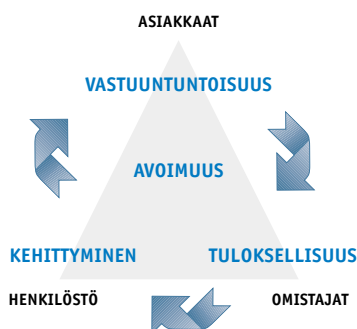 ASIAKKAAT
VASTUUNTUNTOISUUS
AVOIMUUS
KEHITTYMINEN TULOKSELLISUUS
HENKILÖSTÖ OMISTAJAT